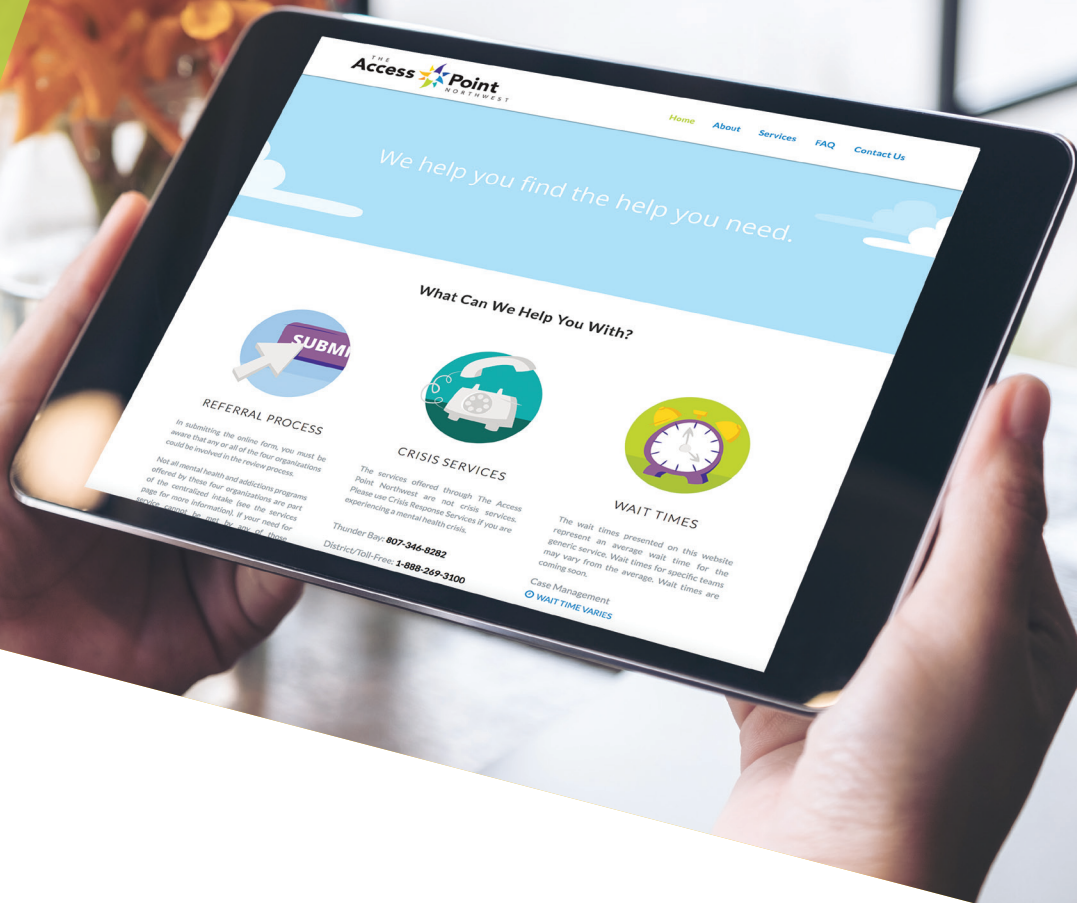 THE
Access Point
NORTHWEST
Home About Services FAQ Contact Us
We help you find the help you need.
What Can We Help You With?
SUBMI
REFERRAL PROCESS
In submitting the online form, you must be
aware that any or all of the four organizations
could be involved in the review process.
Not all mental health and addictions programs
offered by these four organizations are part
of the centralized intake (see the services
page for more information). If your need for
service cannot be met by any of those
CRISIS SERVICES
The services offered through The Access
Point Northwest are not crisis services.
Please use Crisis Response Services if you are
experiencing a mental health crisis.
Thunder Bay: 807-346-8282
District/Toll-Free: 1-888-269-3100
WAIT TIMES
The wait times presented on this website
represent an average wait time for the
generic service. Wait times for specific teams
may vary from the average. Wait times are
coming soon.
Case Management
WAIT TIME VARIES